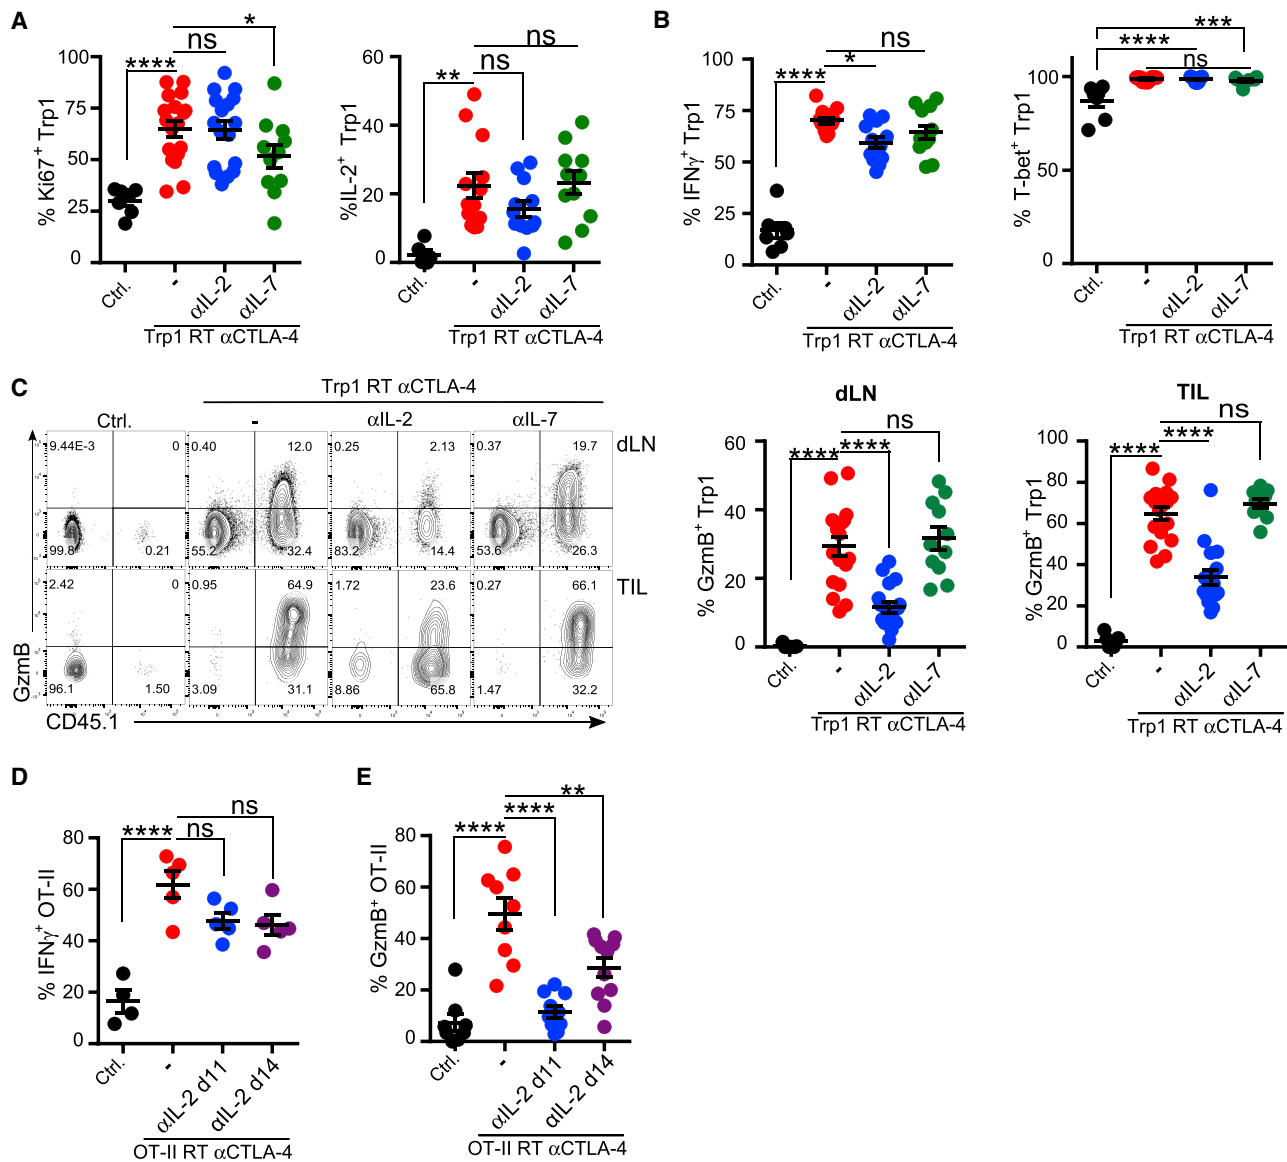 A
% Ki67+ Trp1
100
75
50
25
0
****
ns
*
Ctrl.
-
αIL-2
αIL-7
Trp1 RT αCTLA-4
%IL-2+ Trp1
60
40
20
0
**
ns
ns
Ctrl.
-
αIL-2
αIL-7
Trp1 RT αCTLA-4
B
% IFNγ+ Trp1
100
75
50
25
0
****
*
ns
Ctrl.
-
αIL-2
αIL-7
Trp1 RT αCTLA-4
% T-bet+ Trp1
100
50
0
***
****
ns
Ctrl.
-
αIL-2
αIL-7
Trp1 RT αCTLA-4
C
Trp1 RT αCTLA-4
Ctrl. - αIL-2 αIL-7
9.44E-3 0 0.40 12.0 0.25 2.13 0.37 19.7 dLN
99.8 0.21 55.2 32.4 83.2 14.4 53.6 26.3
2.42 0 0.95 64.9 1.72 23.6 0.27 66.1 TIL
96.1 1.50 3.09 31.1 8.86 65.8 1.47 32.2
GzmB
CD45.1
dLN
% GzmB+ Trp1
60
40
20
0
****
****
ns
Ctrl.
-
αIL-2
αIL-7
Trp1 RT αCTLA-4
TIL
% GzmB+ Trp1
100
80
60
40
20
0
****
****
ns
Ctrl.
-
αIL-2
αIL-7
Trp1 RT αCTLA-4
D
% IFNγ+ OT-II
80
60
40
20
0
****
ns
ns
Ctrl.
-
αIL-2 d11
αIL-2 d14
OT-II RT αCTLA-4
E
% GzmB+ OT-II
80
60
40
20
0
****
****
**
Ctrl.
-
αIL-2 d11
αIL-2 d14
OT-II RT αCTLA-4